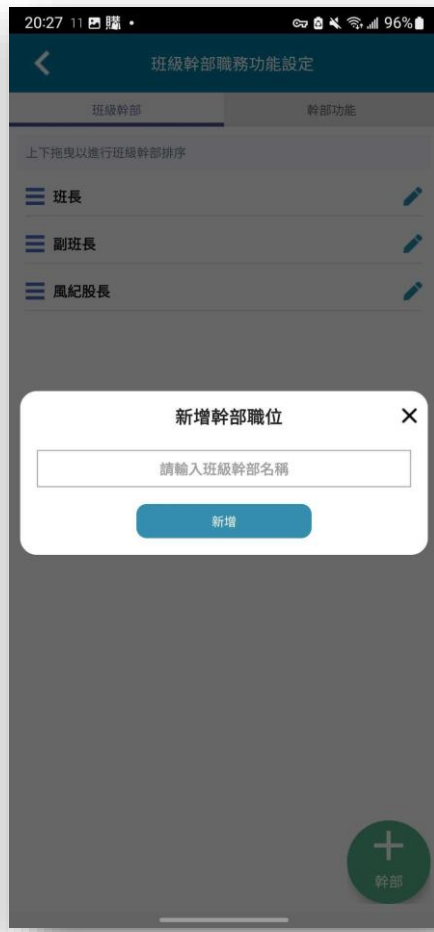 20:27 11 購 • 96%
班級幹部職務功能設定
班級幹部 幹部功能
上下拖曳以進行班級幹部排序
班長
副班長
風紀股長
新增幹部職位
請輸入班級幹部名稱
新增
幹部